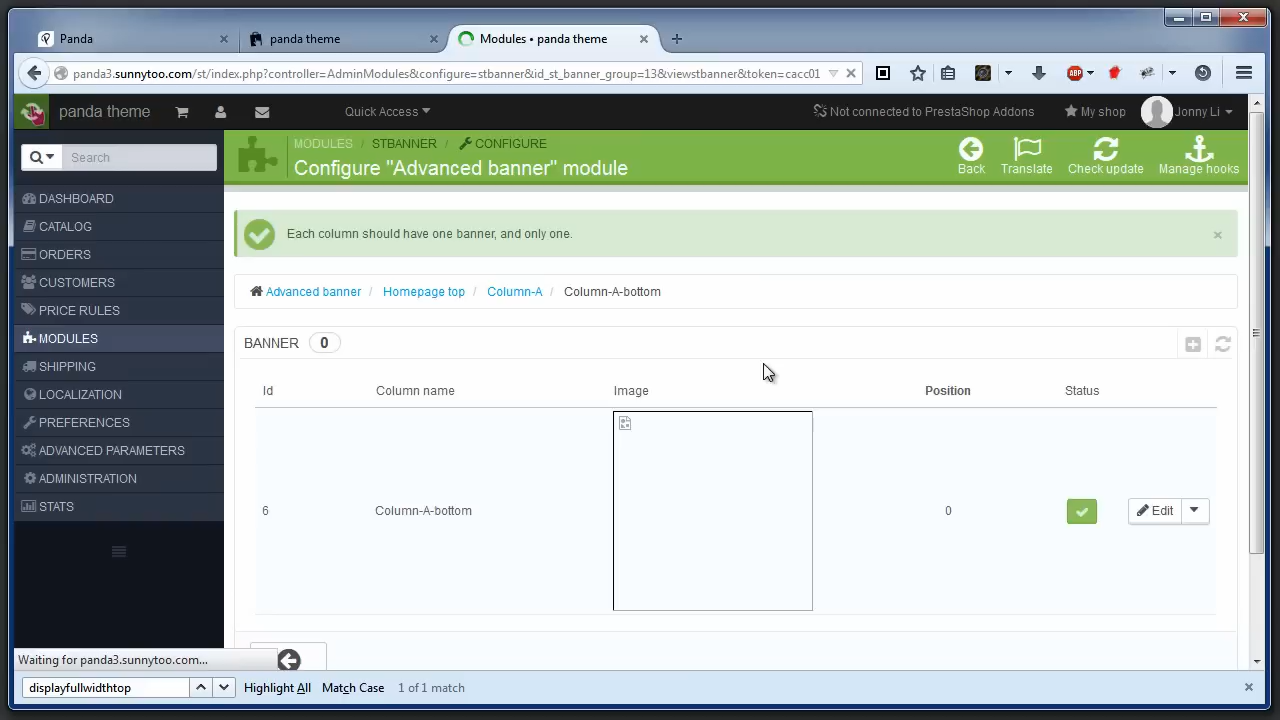 Panda
panda theme
Modules • panda theme
panda3.sunnytoo.com/st/index.php?controller=AdminModules&configure=stbanner&id_st_banner_group=13&viewstbanner&token=cacc01
ABP
panda theme
Quick Access
Not connected to PrestaShop Addons
My shop
Jonny Li
Search
MODULES / STBANNER / CONFIGURE
Configure "Advanced banner" module
Back
Translate
Check update
Manage hooks
DASHBOARD
CATALOG
ORDERS
CUSTOMERS
PRICE RULES
MODULES
SHIPPING
LOCALIZATION
PREFERENCES
ADVANCED PARAMETERS
ADMINISTRATION
STATS
Each column should have one banner, and only one.
Advanced banner / Homepage top / Column-A / Column-A-bottom
BANNER 0
Id Column name Image Position Status
6 Column-A-bottom 0 Edit
Waiting for panda3.sunnytoo.com...
displayfullwidthtop
Highlight All Match Case 1 of 1 match